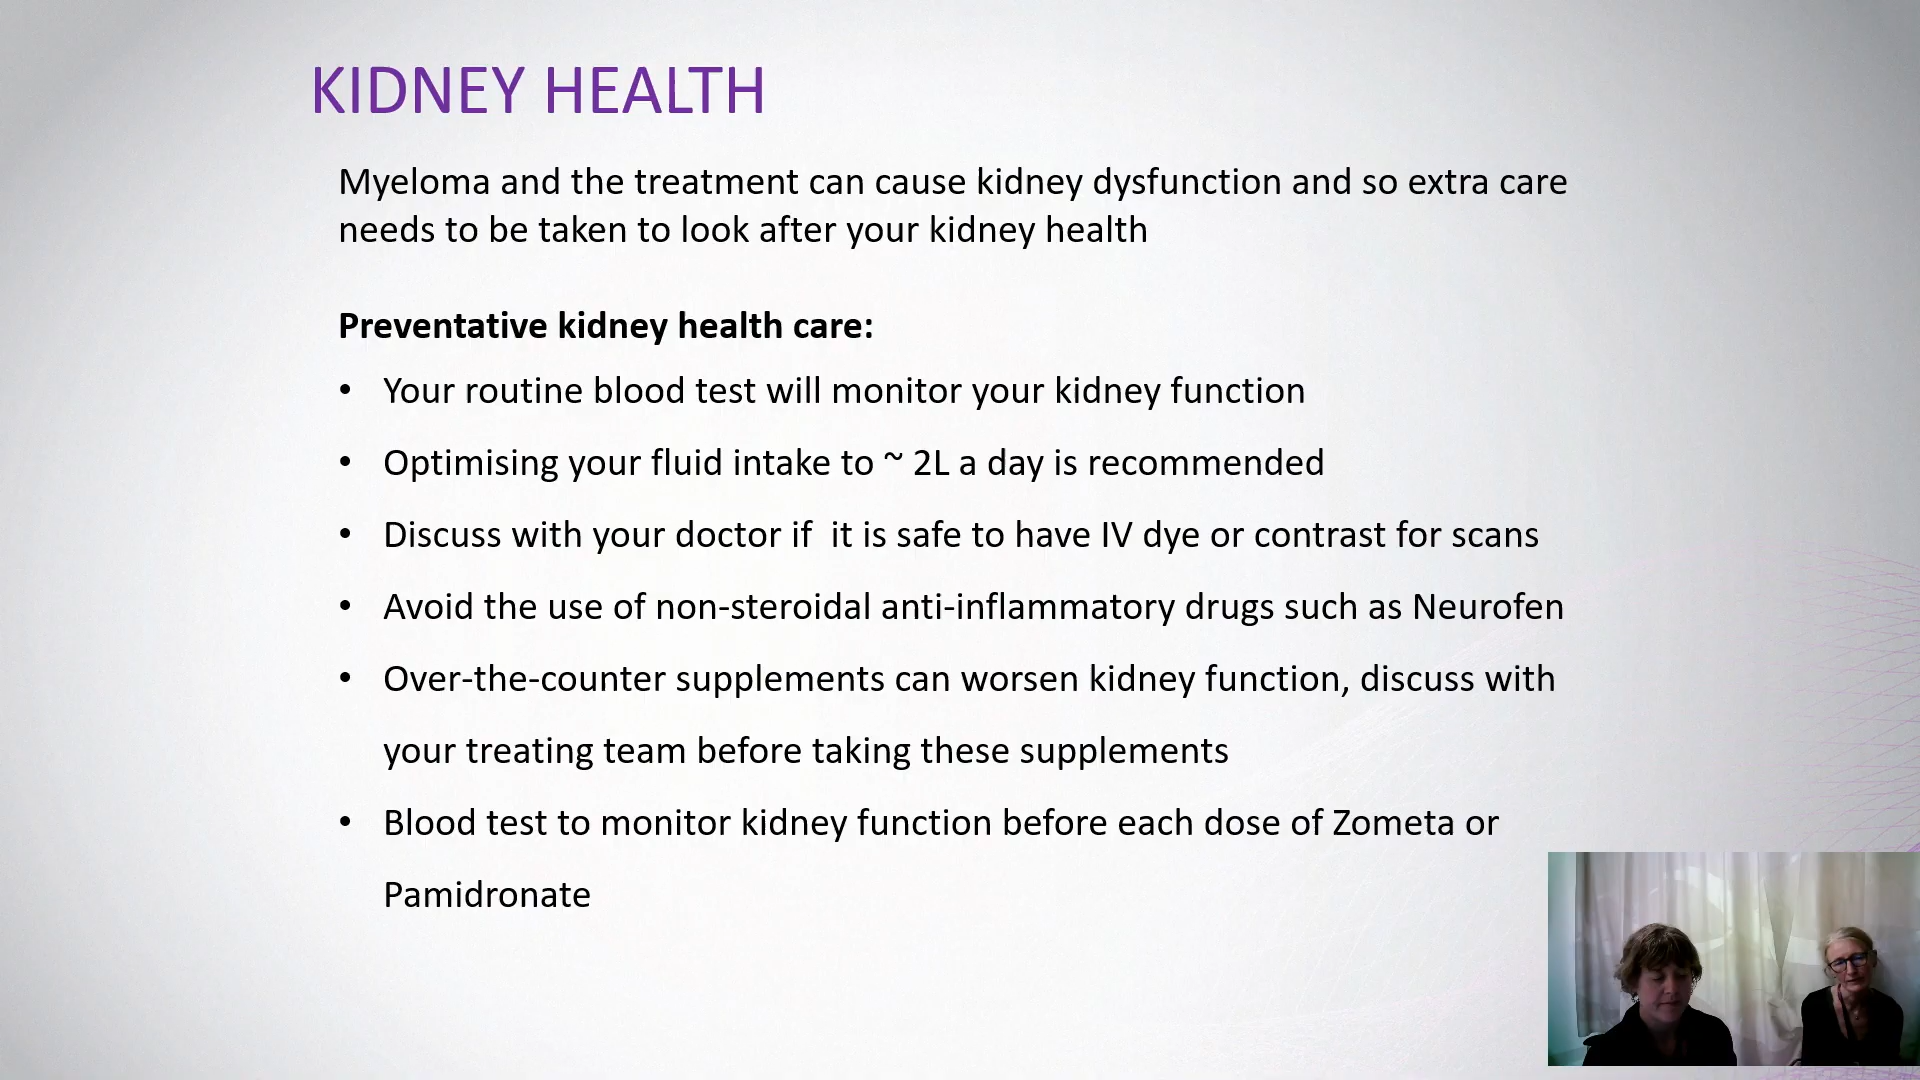 KIDNEY HEALTH
Myeloma and the treatment can cause kidney dysfunction and so extra care
needs to be taken to look after your kidney health
Preventative kidney health care:
• Your routine blood test will monitor your kidney function
• Optimising your fluid intake to ~ 2L a day is recommended
• Discuss with your doctor if  it is safe to have IV dye or contrast for scans
• Avoid the use of non-steroidal anti-inflammatory drugs such as Neurofen
• Over-the-counter supplements can worsen kidney function, discuss with
your treating team before taking these supplements
• Blood test to monitor kidney function before each dose of Zometa or
Pamidronate